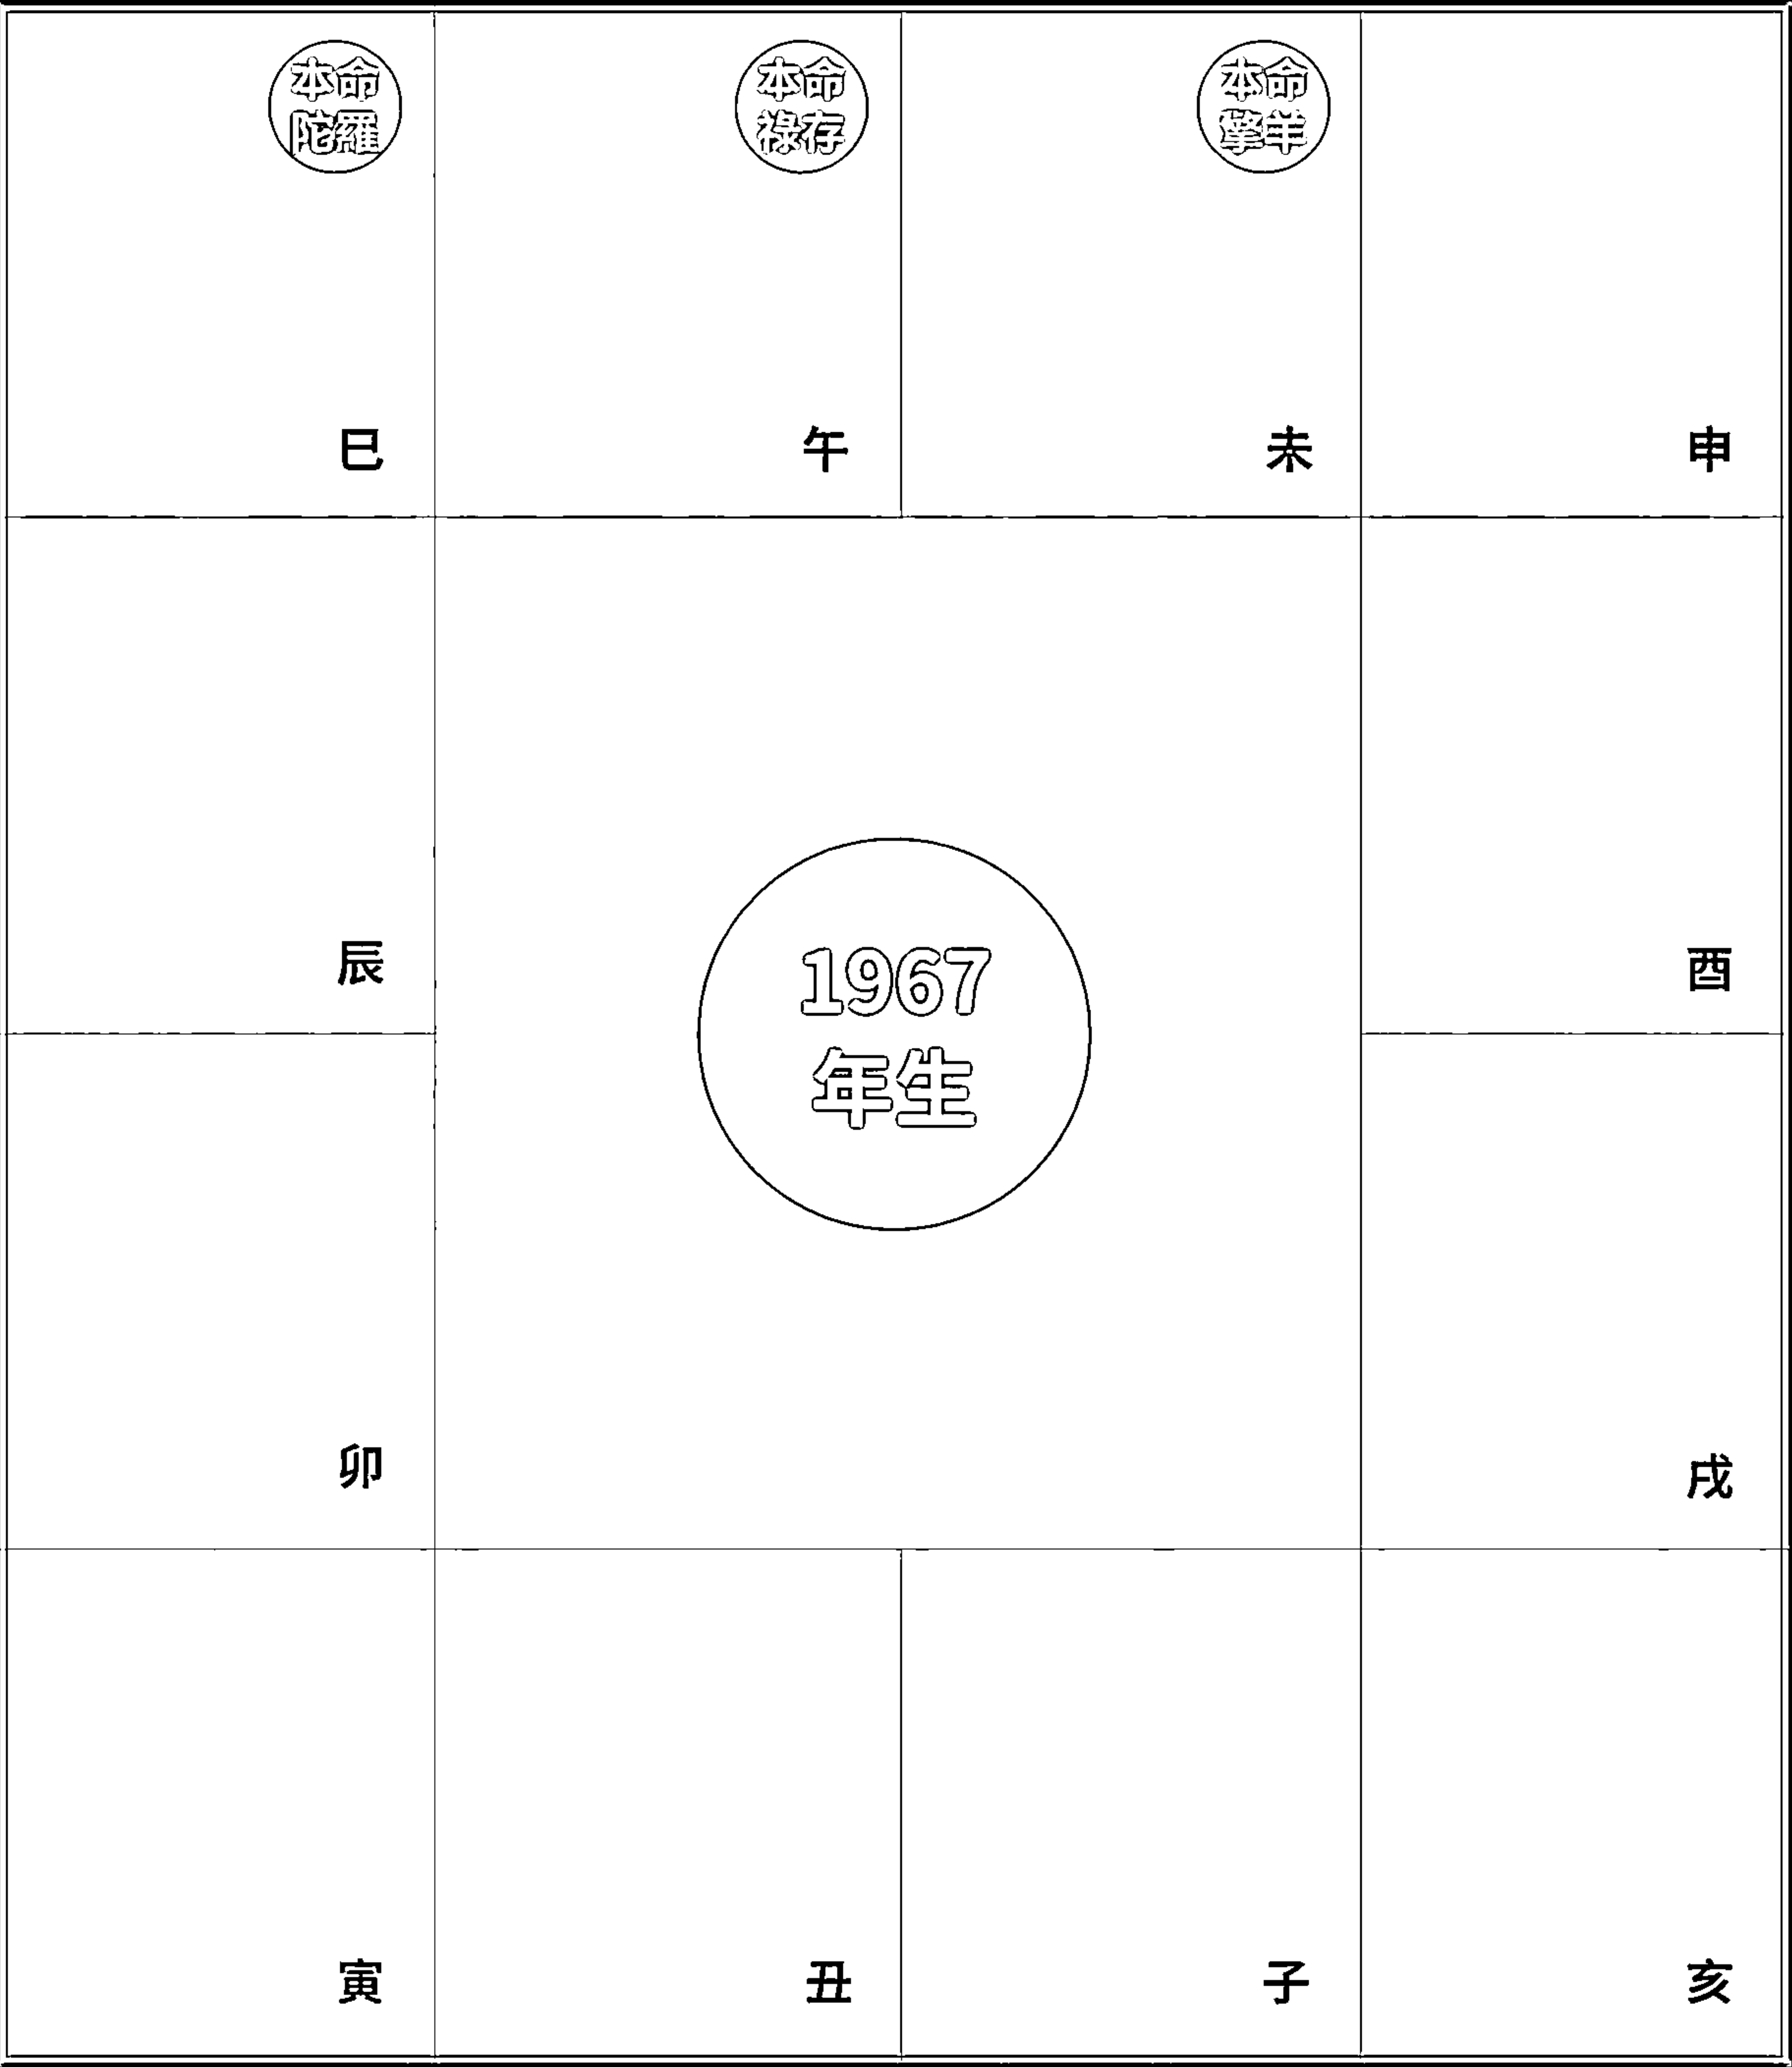 本命
陀羅
本命
祿存
本命
擎羊
巳
午
未
申
辰
酉
1967
年生
卯
戌
寅
丑
子
亥